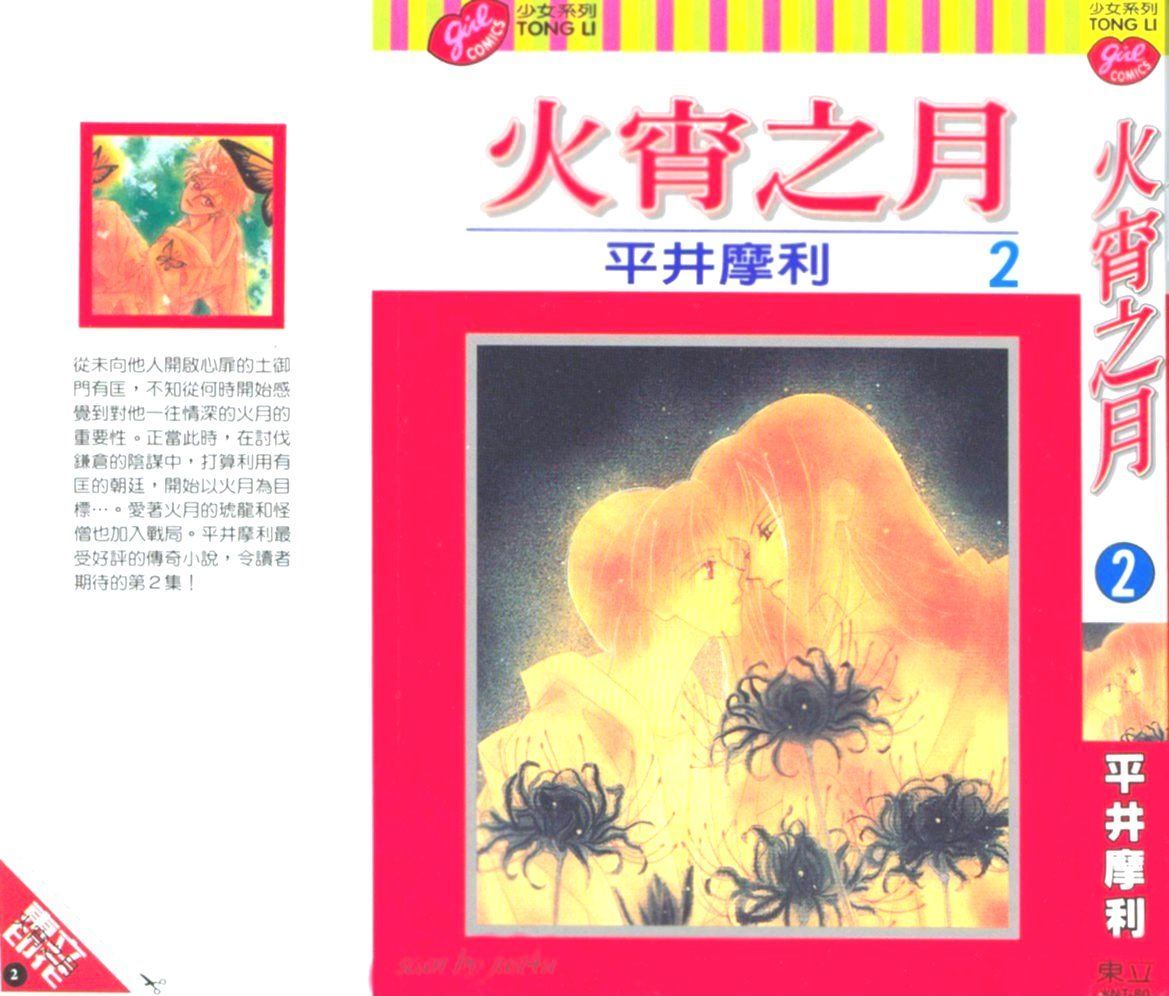 從未向他人開啟心扉的土御
門有匡，不知從何時開始感
覺到對他一往情深的火月的
重要性。正當此時，在討伐
鎌倉的陰謀中，打算利用有
匡的朝廷，開始以火月為目
標…。愛著火月的琥龍和怪
僧也加入戰局。平井摩利最
受好評的傳奇小說，令讀者
期待的第2集！
2
girl
COMICS
少女系列
TONG LI
火宵之月
平井摩利
2
少女系列
TONG LI
girl
COMICS
火宵之月
2
平井摩利
東立